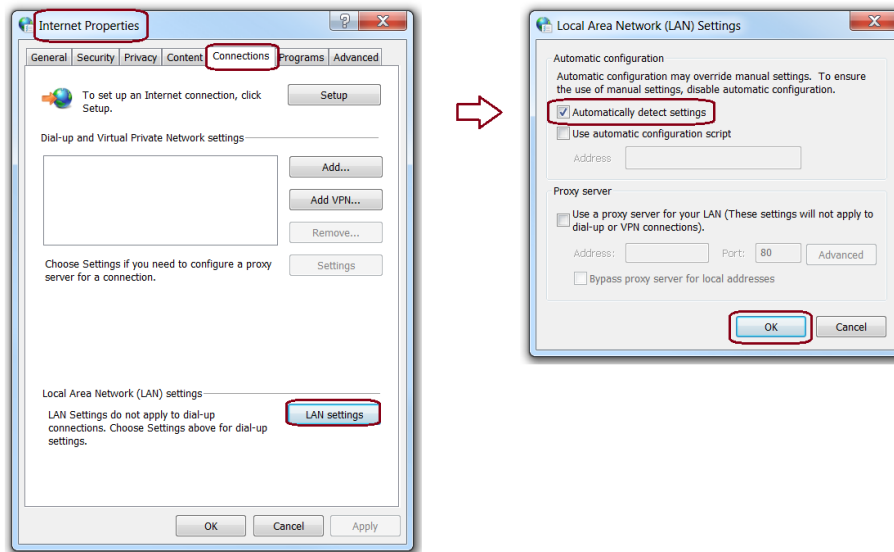 Internet Properties
General Security Privacy Content Connections Programs Advanced
To set up an Internet connection, click
Setup.
Setup
Dial-up and Virtual Private Network settings
Add...
Add VPN...
Remove...
Choose Settings if you need to configure a proxy
server for a connection.
Settings
Local Area Network (LAN) settings
LAN Settings do not apply to dial-up
connections. Choose Settings above for dial-up
settings.
LAN settings
OK Cancel Apply
Local Area Network (LAN) Settings
Automatic configuration
Automatic configuration may override manual settings. To ensure
the use of manual settings, disable automatic configuration.
Automatically detect settings
Use automatic configuration script
Address
Proxy server
Use a proxy server for your LAN (These settings will not apply to
dial-up or VPN connections).
Address: Port: 80 Advanced
Bypass proxy server for local addresses
OK Cancel